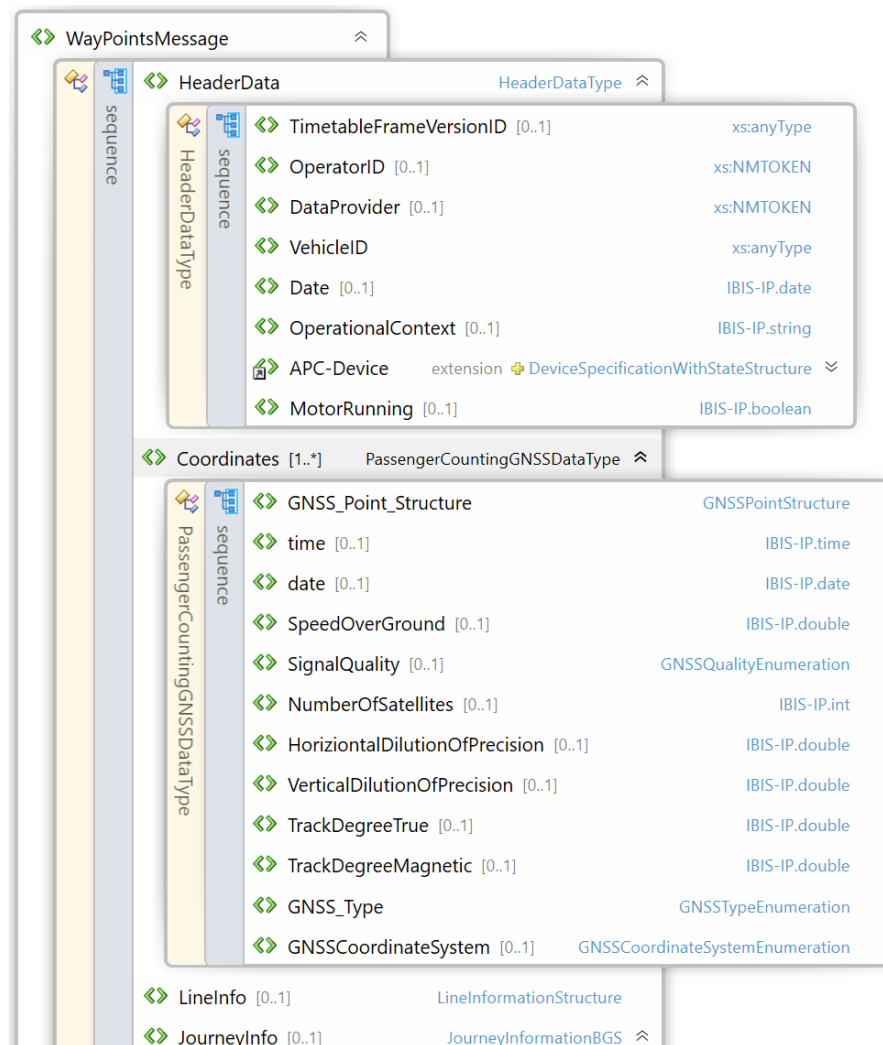 WayPointsMessage
sequence
HeaderData HeaderDataType
HeaderDataType
sequence
TimetableFrameVersionID [0..1] xs:anyType
OperatorID [0..1] xs:NMTOKEN
DataProvider [0..1] xs:NMTOKEN
VehicleID xs:anyType
Date [0..1] IBIS-IP.date
OperationalContext [0..1] IBIS-IP.string
APC-Device extension DeviceSpecificationWithStateStructure
MotorRunning [0..1] IBIS-IP.boolean
Coordinates [1..*] PassengerCountingGNSSDataType
PassengerCountingGNSSDataType
sequence
GNSS_Point_Structure GNSSPointStructure
time [0..1] IBIS-IP.time
date [0..1] IBIS-IP.date
SpeedOverGround [0..1] IBIS-IP.double
SignalQuality [0..1] GNSSQualityEnumeration
NumberOfSatellites [0..1] IBIS-IP.int
HoriziontalDilutionOfPrecision [0..1] IBIS-IP.double
VerticalDilutionOfPrecision [0..1] IBIS-IP.double
TrackDegreeTrue [0..1] IBIS-IP.double
TrackDegreeMagnetic [0..1] IBIS-IP.double
GNSS_Type GNSSTypeEnumeration
GNSSCoordinateSystem [0..1] GNSSCoordinateSystemEnumeration
LineInfo [0..1] LineInformationStructure
JourneyInfo [0..1] JourneyInformationBGS